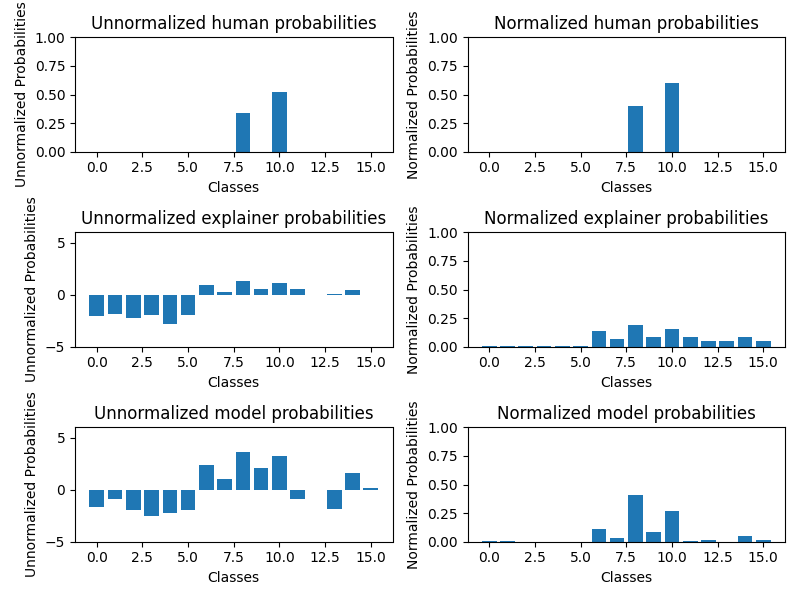 Unnormalized human probabilities
Unnormalized Probabilities
1.00
0.75
0.50
0.25
0.00
0.0 2.5 5.0 7.5 10.0 12.5 15.0
Classes
Normalized human probabilities
Normalized Probabilities
1.00
0.75
0.50
0.25
0.00
0.0 2.5 5.0 7.5 10.0 12.5 15.0
Classes
Unnormalized explainer probabilities
Unnormalized Probabilities
5
0
−5
0.0 2.5 5.0 7.5 10.0 12.5 15.0
Classes
Normalized explainer probabilities
Normalized Probabilities
1.00
0.75
0.50
0.25
0.00
0.0 2.5 5.0 7.5 10.0 12.5 15.0
Classes
Unnormalized model probabilities
Unnormalized Probabilities
5
0
−5
0.0 2.5 5.0 7.5 10.0 12.5 15.0
Classes
Normalized model probabilities
Normalized Probabilities
1.00
0.75
0.50
0.25
0.00
0.0 2.5 5.0 7.5 10.0 12.5 15.0
Classes